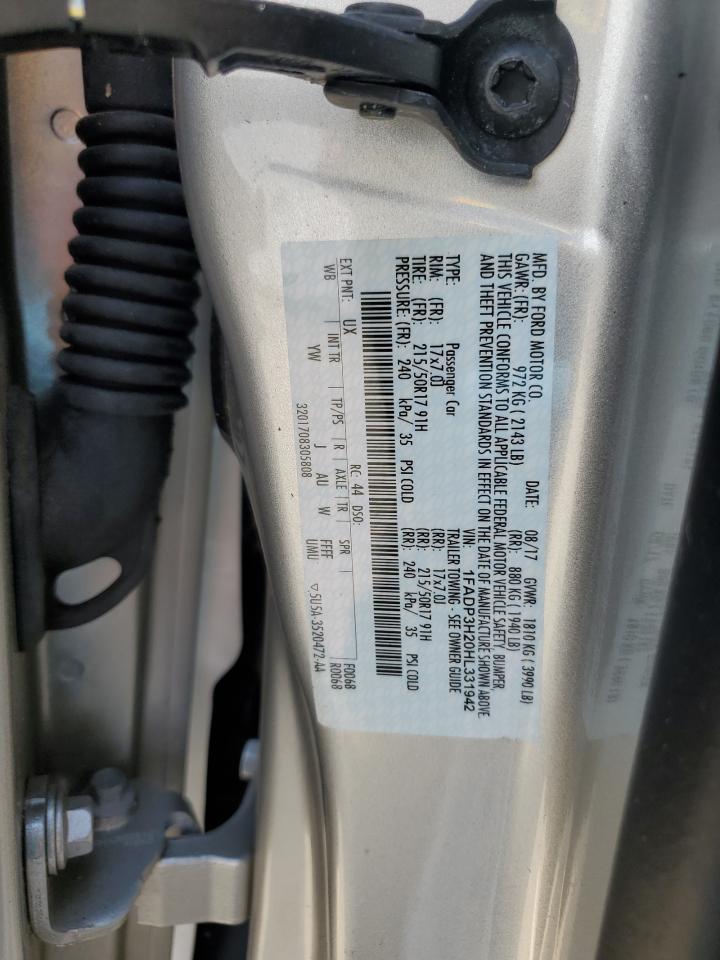 MFD. BY FORD MOTOR CO.
DATE: 08/17 GVWR: 1810 KG ( 3990 LB)
GAWR: (FR): 972 KG ( 2143 LB) (RR): 880 KG ( 1940 LB)
THIS VEHICLE CONFORMS TO ALL APPLICABLE FEDERAL MOTOR VEHICLE SAFETY, BUMPER,
AND THEFT PREVENTION STANDARDS IN EFFECT ON THE DATE OF MANUFACTURE SHOWN ABOVE.
VIN: 1FADP3H20HL331942
TYPE: Passenger Car TRAILER TOWING - SEE OWNER GUIDE
RIM: (FR): 17x7.0J (RR): 17x7.0J
TIRE: (FR): 215/50R17 91H (RR): 215/50R17 91H
PRESSURE: (FR): 240 kPa/ 35 PSI COLD (RR): 240 kPa/ 35 PSI COLD
RC: 44 DSO: F0068
EXT PNT: UX R0068
WB INT TR TP/PS R AXLE TR SPR
YW J AU W FFFF
UMU
3201708305808 ▽5U5A-3520472-AA